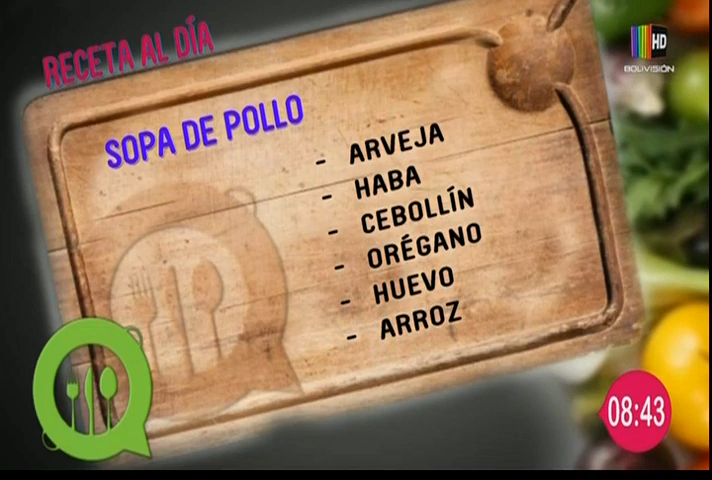 RECETA AL DÍA
HD
BOLIVISIÓN
SOPA DE POLLO
- ARVEJA
- HABA
- CEBOLLÍN
- ORÉGANO
- HUEVO
- ARROZ
08:43